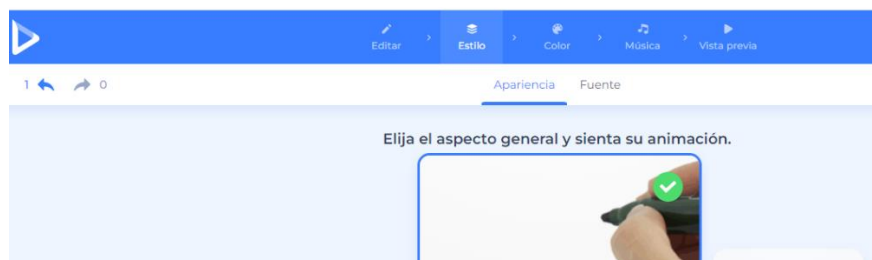 Editar > Estilo > Color > Música > Vista previa
1 0 Apariencia Fuente
Elija el aspecto general y sienta su animación.